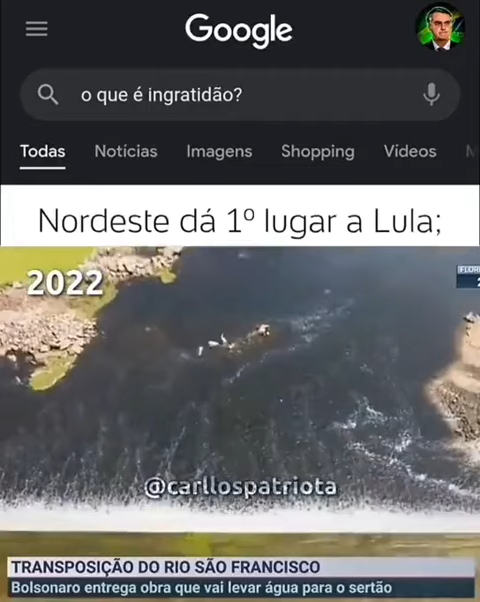 Google
o que é ingratidão?
Todas Notícias Imagens Shopping Vídeos
Nordeste dá 1º lugar a Lula;
2022
@carllospatriota
TRANSPOSIÇÃO DO RIO SÃO FRANCISCO
Bolsonaro entrega obra que vai levar água para o sertão